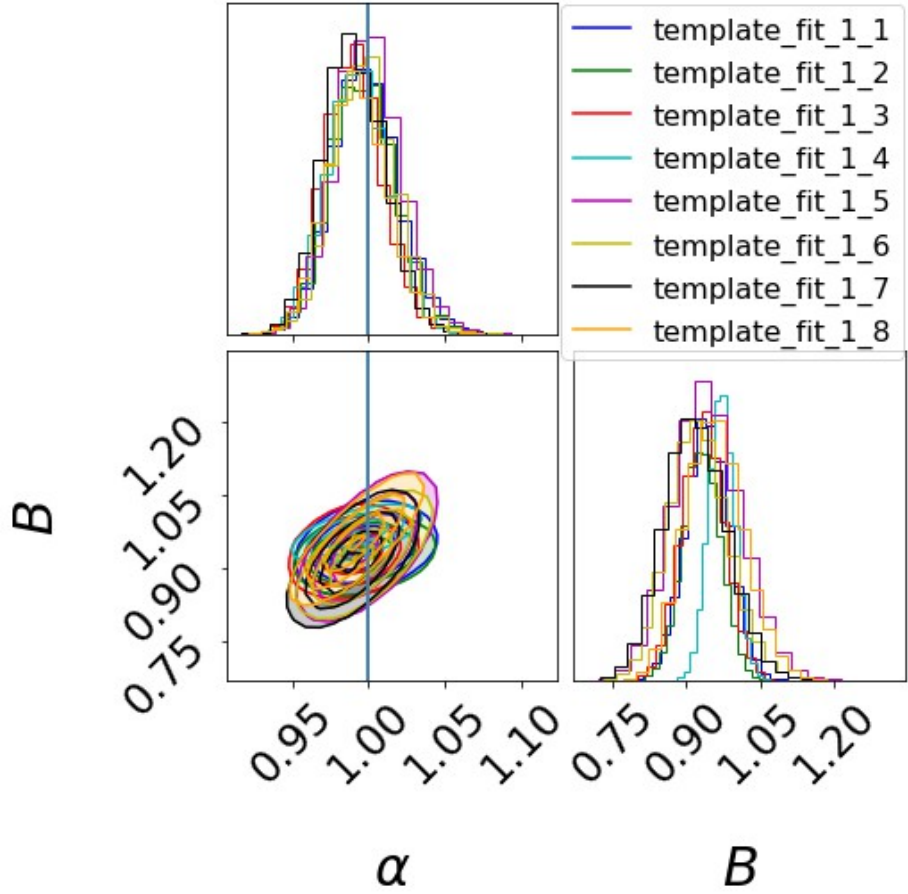 template_fit_1_1
template_fit_1_2
template_fit_1_3
template_fit_1_4
template_fit_1_5
template_fit_1_6
template_fit_1_7
template_fit_1_8
1.20
1.05
0.90
0.75
B
0.95 1.00 1.05 1.10 0.75 0.90 1.05 1.20
α B